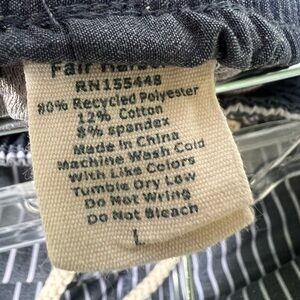 Fair Harbor
RN155448
80% Recycled Polyester
12% Cotton
8% spandex
Made in China
Machine Wash Cold
With Like Colors
Tumble Dry Low
Do Not Wring
Do Not Bleach
L